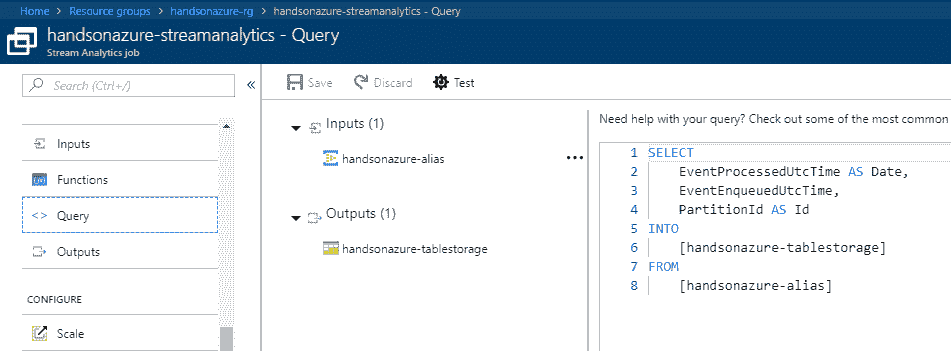 Home > Resource groups > handsonazure-rg > handsonazure-streamanalytics - Query
handsonazure-streamanalytics - Query
Stream Analytics job
Search (Ctrl+/)
«
Inputs
Functions
<> Query
Outputs
CONFIGURE
Scale
Save Discard Test
Inputs (1)
handsonazure-alias ...
Outputs (1)
handsonazure-tablestorage
Need help with your query? Check out some of the most common
1 SELECT
2 EventProcessedUtcTime AS Date,
3 EventEnqueuedUtcTime,
4 PartitionId AS Id
5 INTO
6 [handsonazure-tablestorage]
7 FROM
8 [handsonazure-alias]